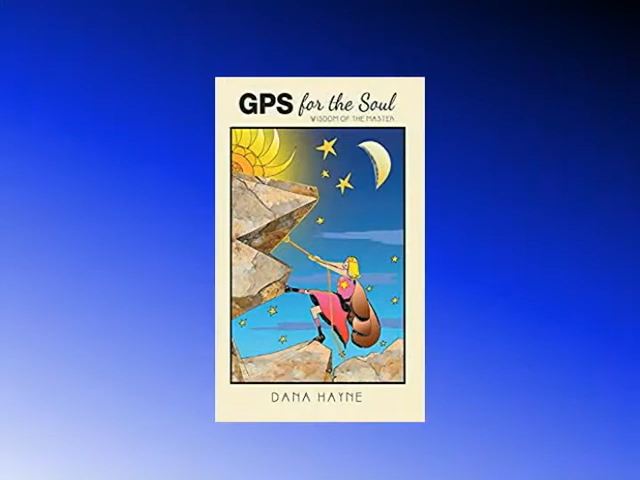 GPS for the Soul
WISDOM OF THE MASTER
DANA HAYNE